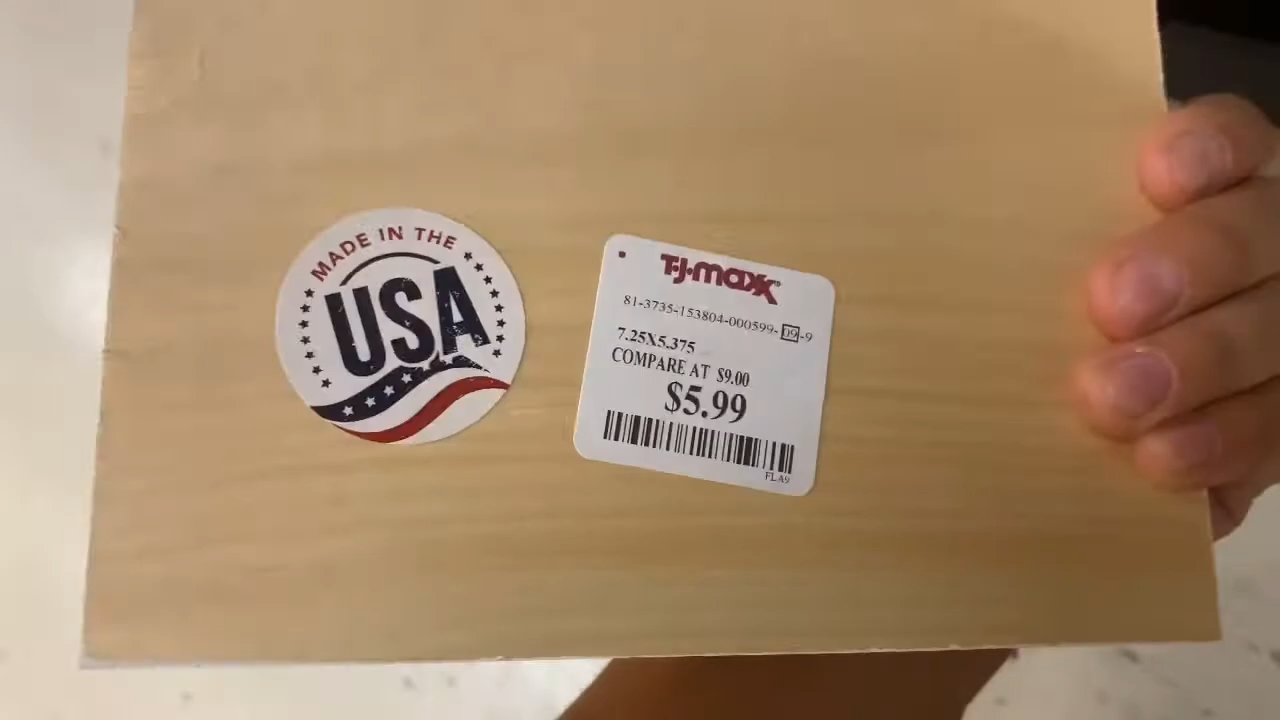 MADE IN THE
USA
T·J·maxx®
81-3735-153804-000599-09-9
7.25X5.375
COMPARE AT $9.00
$5.99
FLA9